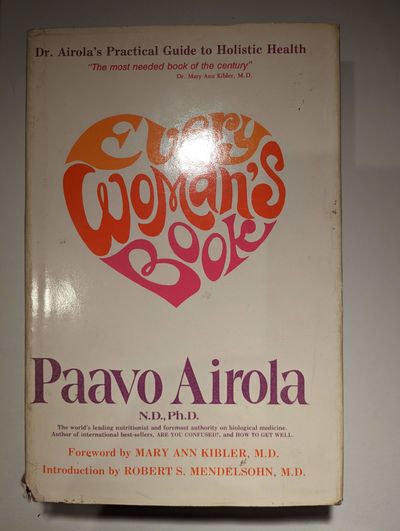 Dr. Airola's Practical Guide to Holistic Health
"The most needed book of the century"
Dr. Mary Ann Kibler, M.D.
Every
Woman's
Book
Paavo Airola
N.D., Ph.D.
The world's leading nutritionist and foremost authority on biological medicine.
Author of international best-sellers, ARE YOU CONFUSED?, and HOW TO GET WELL.
Foreword by MARY ANN KIBLER, M.D.
Introduction by ROBERT S. MENDELSOHN, M.D.